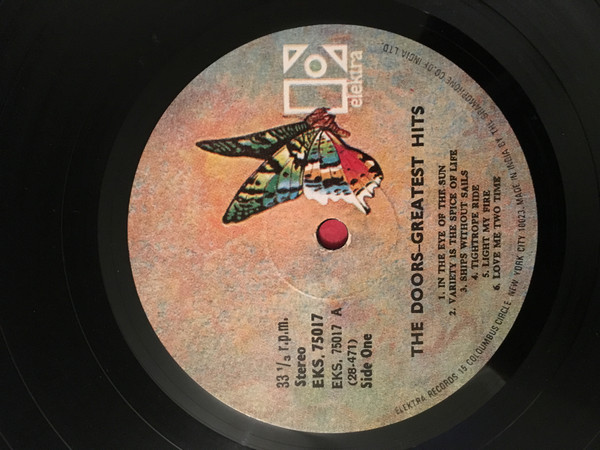 elektra
33 1/3 r.p.m.
Stereo
EKS. 75017
EKS. 75017 A
(2S-471)
Side One
THE DOORS–GREATEST HITS
1. IN THE EYE OF THE SUN
2. VARIETY IS THE SPICE OF LIFE
3. SHIPS WITHOUT SAILS
4. TIGHTROPE RIDE
5. LIGHT MY FIRE
6. LOVE ME TWO TIME
ELEKTRA RECORDS 15 COLOUMBUS CIRCLE, NEW YORK CITY 10023. MADE IN INDIA BY THE GRAMOPHONE CO. OF INDIA LTD.